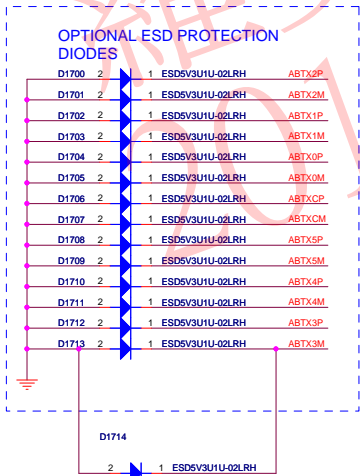 OPTIONAL ESD PROTECTION
DIODES
D1700 2 1 ESD5V3U1U-02LRH ABTX2P
D1701 2 1 ESD5V3U1U-02LRH ABTX2M
D1702 2 1 ESD5V3U1U-02LRH ABTX1P
D1703 2 1 ESD5V3U1U-02LRH ABTX1M
D1704 2 1 ESD5V3U1U-02LRH ABTX0P
D1705 2 1 ESD5V3U1U-02LRH ABTX0M
D1706 2 1 ESD5V3U1U-02LRH ABTXCP
D1707 2 1 ESD5V3U1U-02LRH ABTXCM
D1708 2 1 ESD5V3U1U-02LRH ABTX5P
D1709 2 1 ESD5V3U1U-02LRH ABTX5M
D1710 2 1 ESD5V3U1U-02LRH ABTX4P
D1711 2 1 ESD5V3U1U-02LRH ABTX4M
D1712 2 1 ESD5V3U1U-02LRH ABTX3P
D1713 2 1 ESD5V3U1U-02LRH ABTX3M
D1714
2 1 ESD5V3U1U-02LRH
201